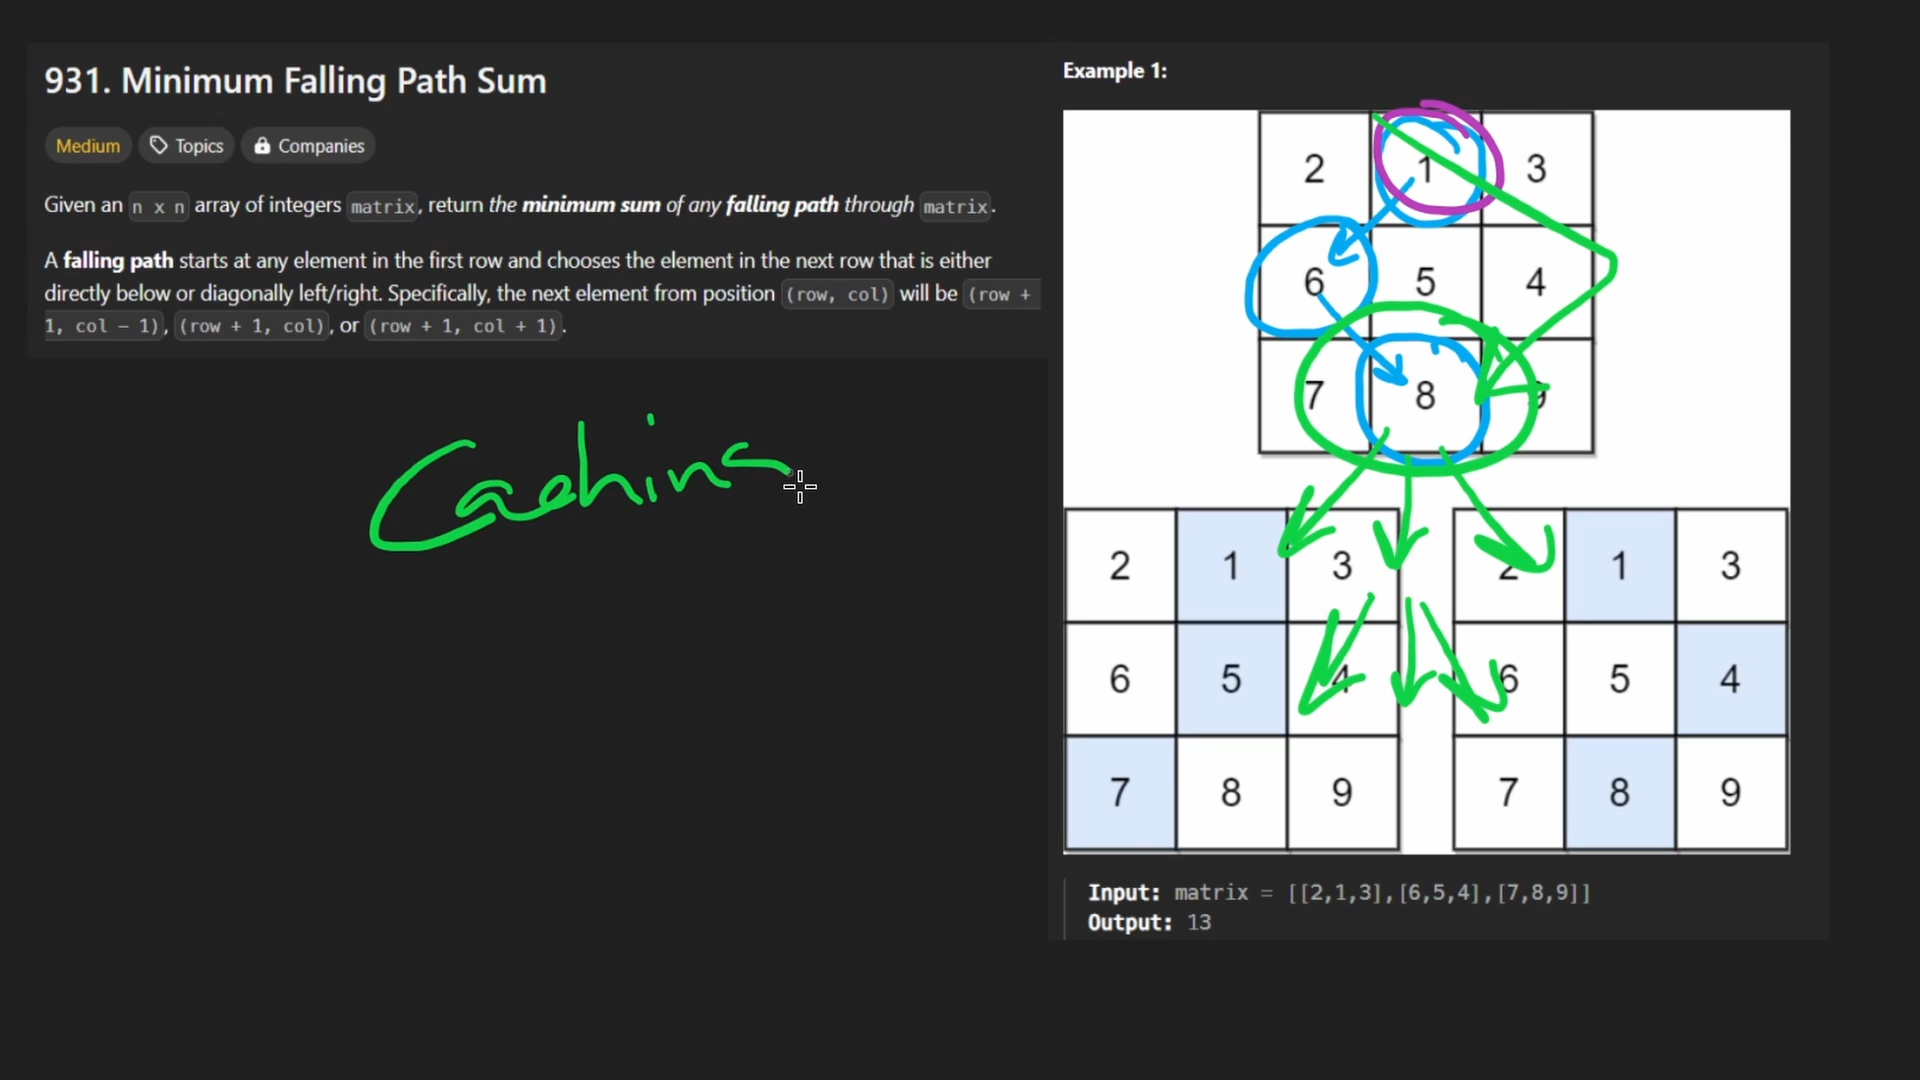 931. Minimum Falling Path Sum
Medium Topics Companies
Given an n x n array of integers matrix, return the minimum sum of any falling path through matrix.
A falling path starts at any element in the first row and chooses the element in the next row that is either
directly below or diagonally left/right. Specifically, the next element from position (row, col) will be (row +
1, col - 1), (row + 1, col), or (row + 1, col + 1).
Example 1:
2 1 3
6 5 4
7 8 9
Cachin
2 1 3 2 1 3
6 5 4 6 5 4
7 8 9 7 8 9
Input: matrix = [[2,1,3],[6,5,4],[7,8,9]]
Output: 13